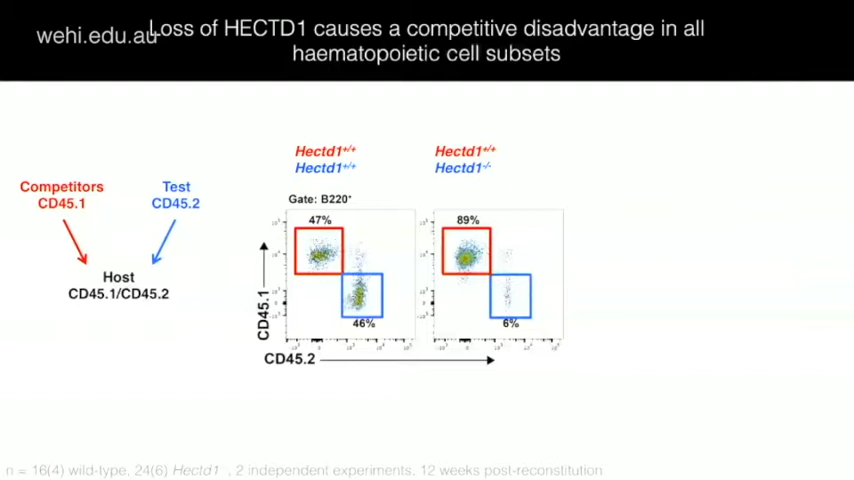 wehi.edu.au
Loss of HECTD1 causes a competitive disadvantage in all
haematopoietic cell subsets
Competitors
CD45.1
Test
CD45.2
Host
CD45.1/CD45.2
Hectd1+/+
Hectd1+/+
Hectd1+/+
Hectd1-/-
Gate: B220+
47%
46%
89%
6%
CD45.1
CD45.2
n = 16(4) wild-type, 24(6) Hectd1, 2 independent experiments, 12 weeks post-reconstitution